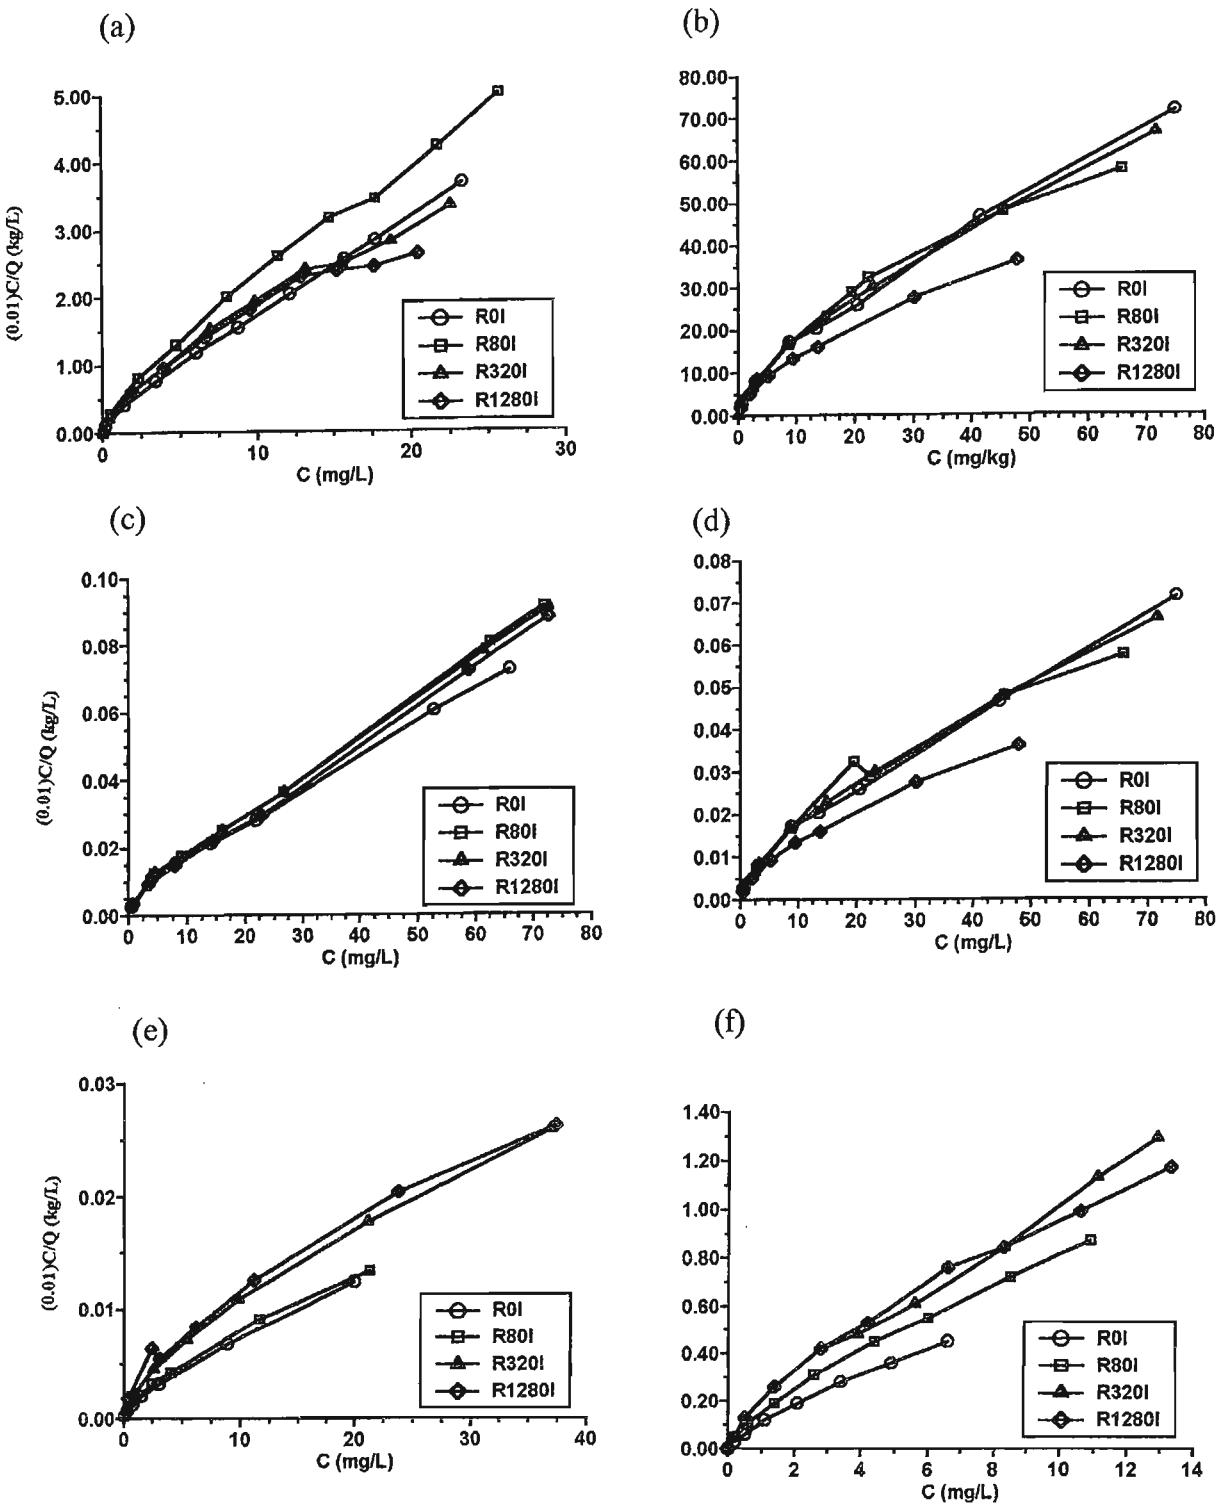 (a)
5.00
4.00
3.00
2.00
1.00
0.00
(0.01)C/Q (kg/L)
0 10 20 30
C (mg/L)
R0I
R80I
R320I
R1280I
(b)
80.00
70.00
60.00
50.00
40.00
30.00
20.00
10.00
0.00
0 10 20 30 40 50 60 70 80
C (mg/kg)
R0I
R80I
R320I
R1280I
(c)
0.10
0.08
0.06
0.04
0.02
0.00
(0.01)C/Q (kg/L)
0 10 20 30 40 50 60 70 80
C (mg/L)
R0I
R80I
R320I
R1280I
(d)
0.08
0.07
0.06
0.05
0.04
0.03
0.02
0.01
0.00
0 10 20 30 40 50 60 70 80
C (mg/L)
R0I
R80I
R320I
R1280I
(e)
0.03
0.02
0.01
0.00
(0.01)C/Q (kg/L)
0 10 20 30 40
C (mg/L)
R0I
R80I
R320I
R1280I
(f)
1.40
1.20
1.00
0.80
0.60
0.40
0.20
0.00
0 2 4 6 8 10 12 14
C (mg/L)
R0I
R80I
R320I
R1280I